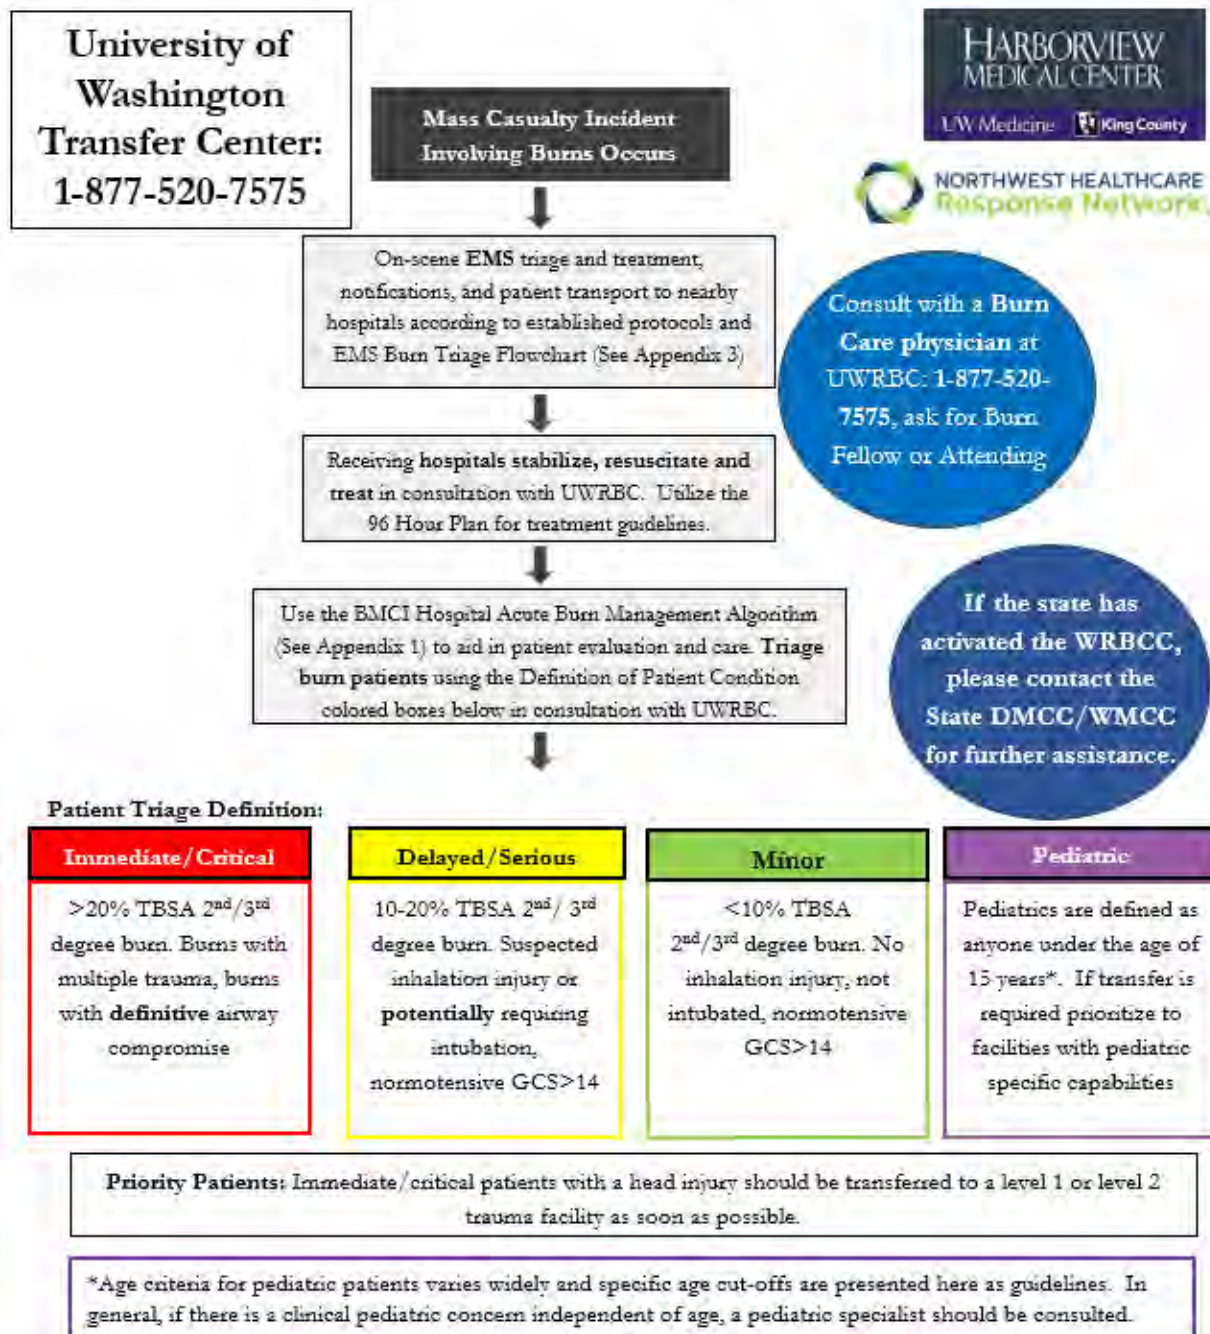 University of
Washington
Transfer Center:
1-877-520-7575
HARBORVIEW
MEDICAL CENTER
UW Medicine King County
NORTHWEST HEALTHCARE
Response Network
Mass Casualty Incident
Involving Burns Occurs
On-scene EMS triage and treatment,
notifications, and patient transport to nearby
hospitals according to established protocols and
EMS Burn Triage Flowchart (See Appendix 3)
Consult with a Burn
Care physician at
UWRBC: 1-877-520-
7575, ask for Burn
Fellow or Attending
Receiving hospitals stabilize, resuscitate and
treat in consultation with UWRBC. Utilize the
96 Hour Plan for treatment guidelines.
Use the BMCI Hospital Acute Burn Management Algorithm
(See Appendix 1) to aid in patient evaluation and care. Triage
burn patients using the Definition of Patient Condition
colored boxes below in consultation with UWRBC.
If the state has
activated the WRBCC,
please contact the
State DMCC/WMCC
for further assistance.
Patient Triage Definition:
Immediate/Critical
>20% TBSA 2nd/3rd
degree burn. Burns with
multiple trauma, burns
with definitive airway
compromise
Delayed/Serious
10-20% TBSA 2nd/ 3rd
degree burn. Suspected
inhalation injury or
potentially requiring
intubation,
normotensive GCS>14
Minor
<10% TBSA
2nd/3rd degree burn. No
inhalation injury, not
intubated, normotensive
GCS>14
Pediatric
Pediatrics are defined as
anyone under the age of
15 years*. If transfer is
required prioritize to
facilities with pediatric
specific capabilities
Priority Patients: Immediate/critical patients with a head injury should be transferred to a level 1 or level 2
trauma facility as soon as possible.
*Age criteria for pediatric patients varies widely and specific age cut-offs are presented here as guidelines. In
general, if there is a clinical pediatric concern independent of age, a pediatric specialist should be consulted.